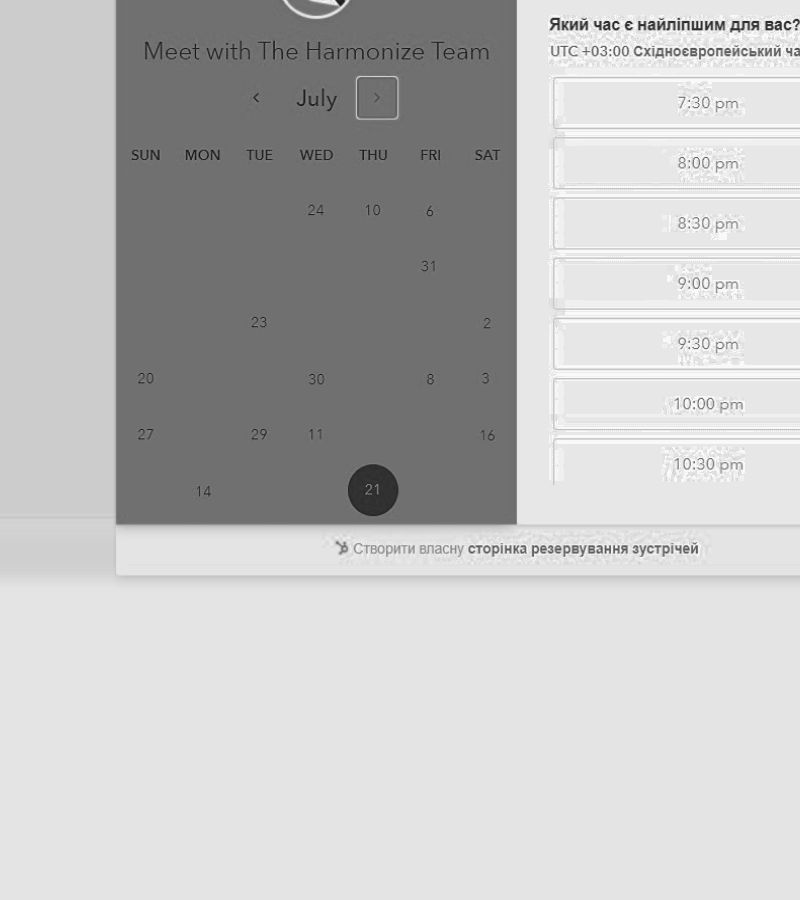 Meet with The Harmonize Team
July
SUN MON TUE WED THU FRI SAT
24 10 6
31
23 2
20 30 8 3
27 29 11 16
14 21
Який час є найліпшим для вас?
UTC +03:00 Східноєвропейський
7:30 pm
8:00 pm
8:30 pm
9:00 pm
9:30 pm
10:00 pm
10:30 pm
Створити власну сторінка резервування зустрічей